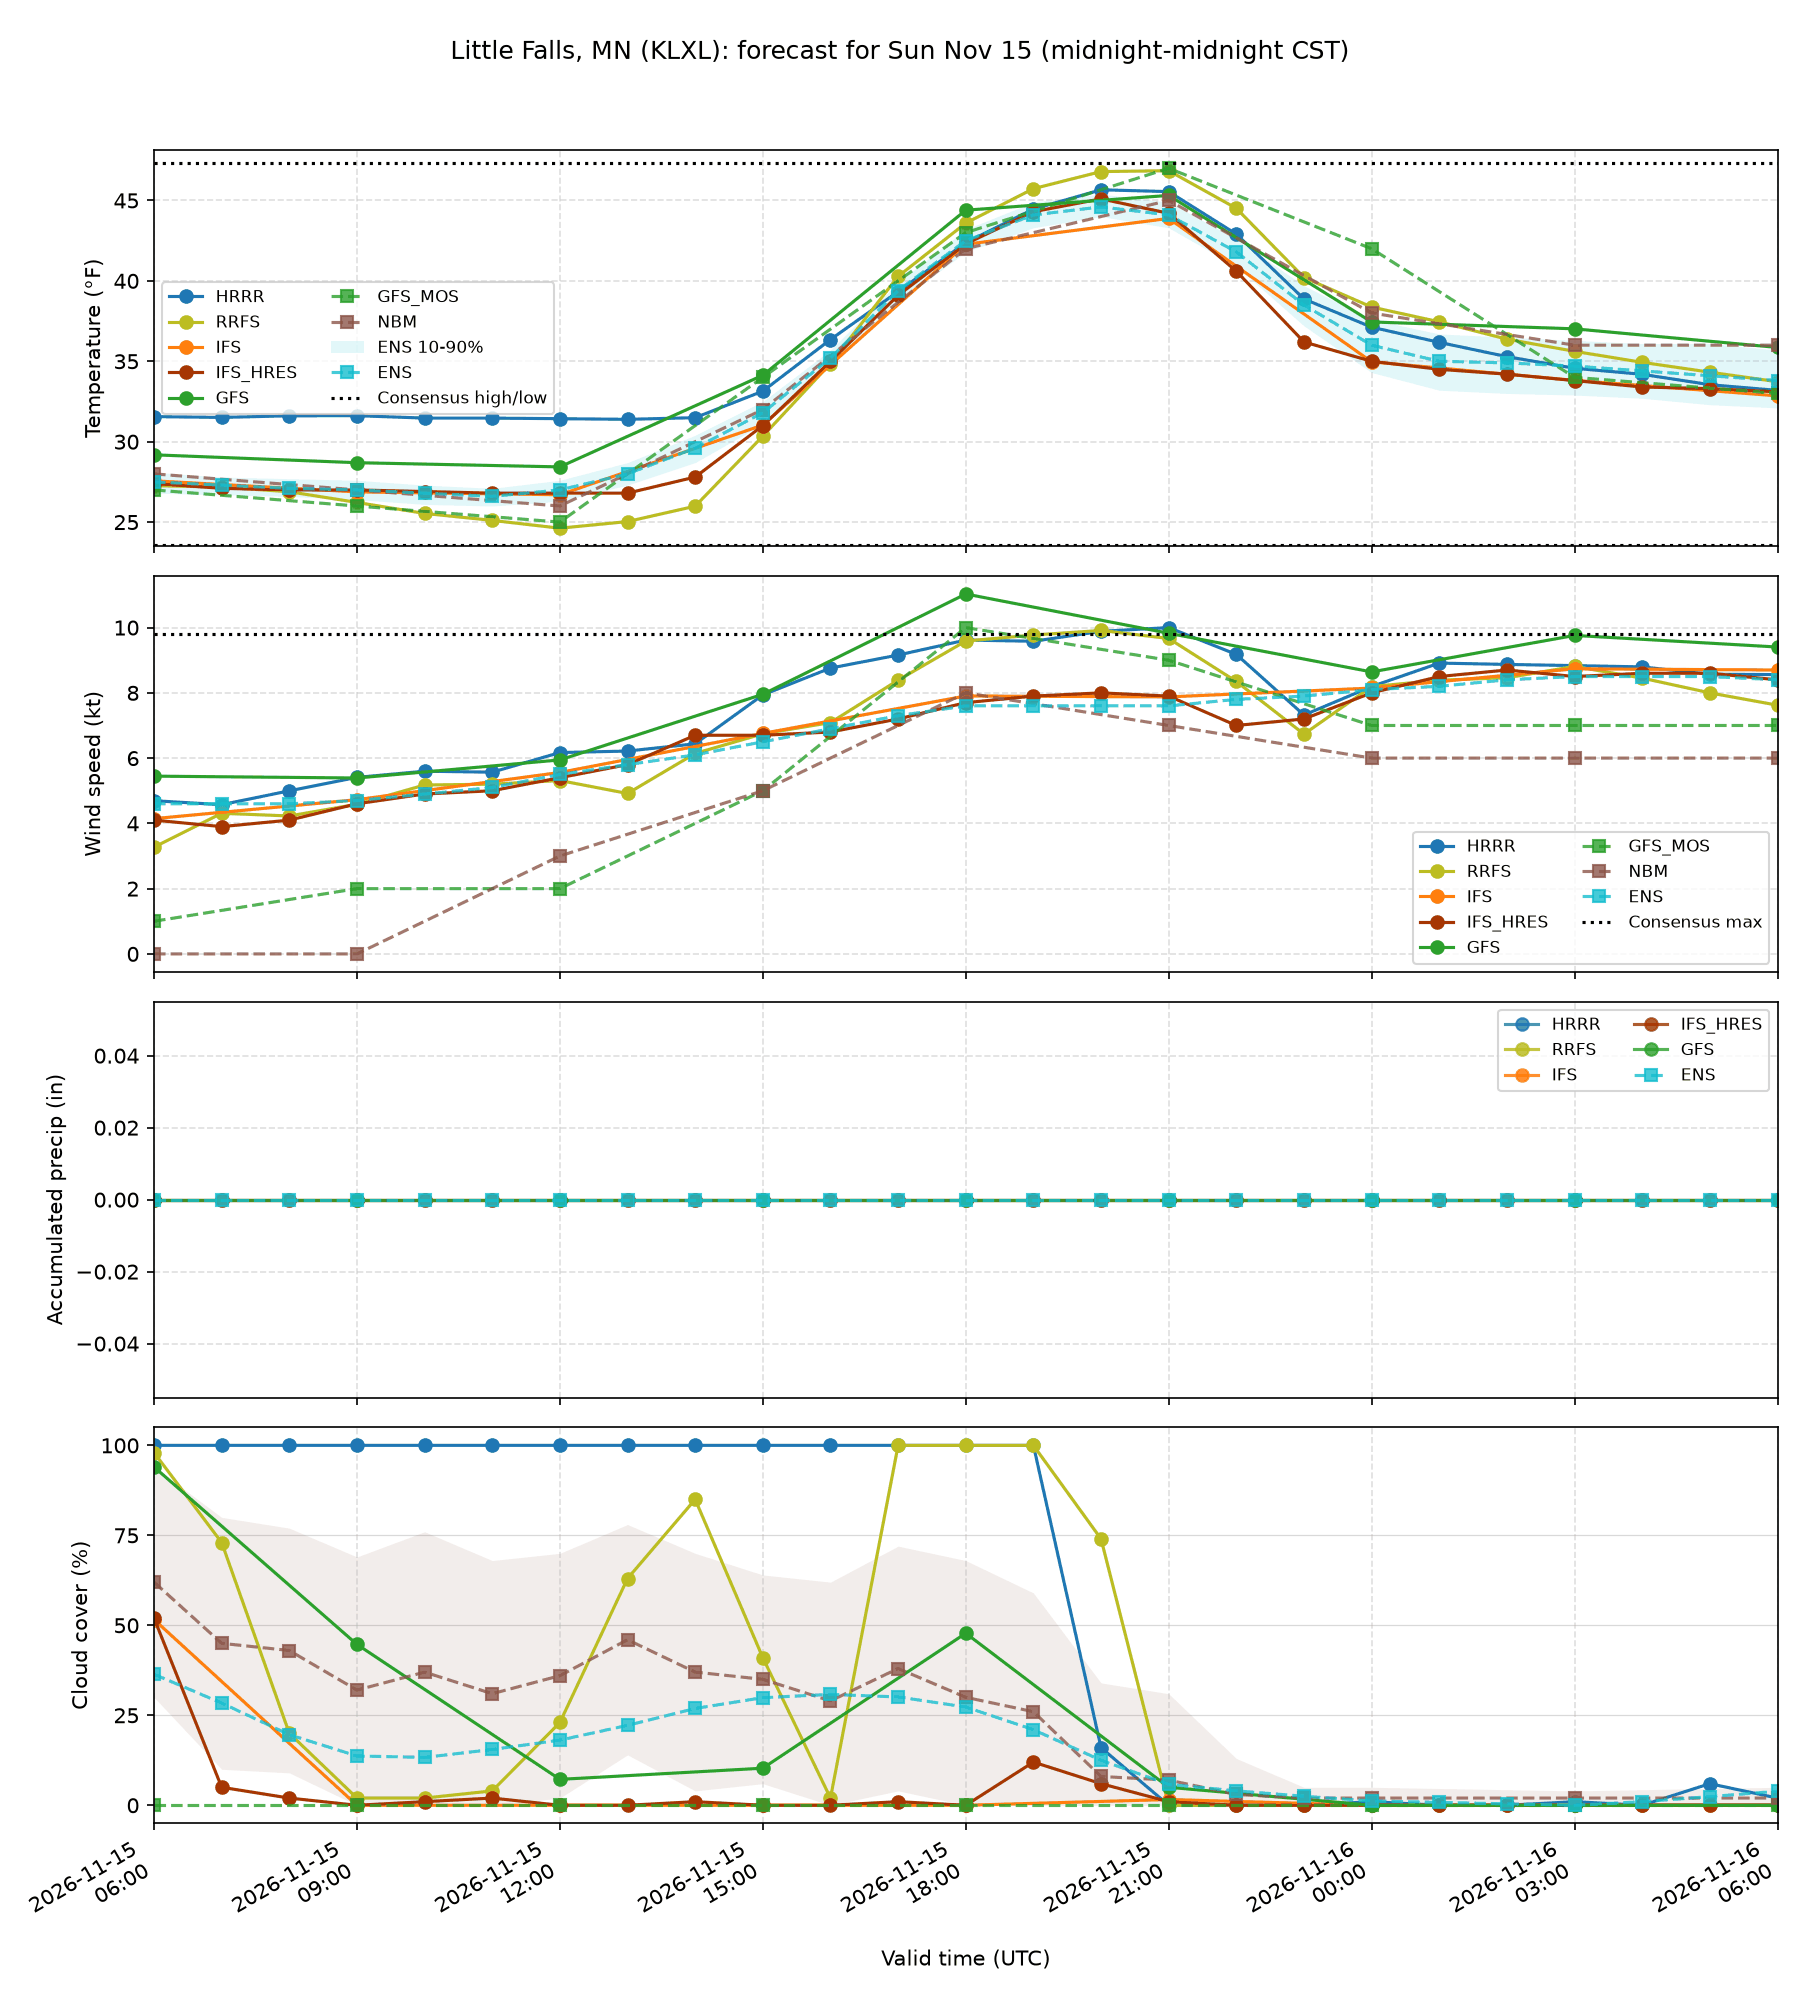 Little Falls, MN (KLXL): forecast for Sun Nov 15 (midnight-midnight CST)
Temperature (°F)
45
40
35
30
25
HRRR
RRFS
IFS
IFS_HRES
GFS
GFS_MOS
NBM
ENS 10-90%
ENS
Consensus high/low
Wind speed (kt)
10
8
6
4
2
0
HRRR
RRFS
IFS
IFS_HRES
GFS
GFS_MOS
NBM
ENS
Consensus max
Accumulated precip (in)
0.04
0.02
0.00
−0.02
−0.04
HRRR
RRFS
IFS
IFS_HRES
GFS
ENS
Cloud cover (%)
100
75
50
25
0
2026-11-15
06:00
2026-11-15
09:00
2026-11-15
12:00
2026-11-15
15:00
2026-11-15
18:00
2026-11-15
21:00
2026-11-16
00:00
2026-11-16
03:00
2026-11-16
06:00
Valid time (UTC)